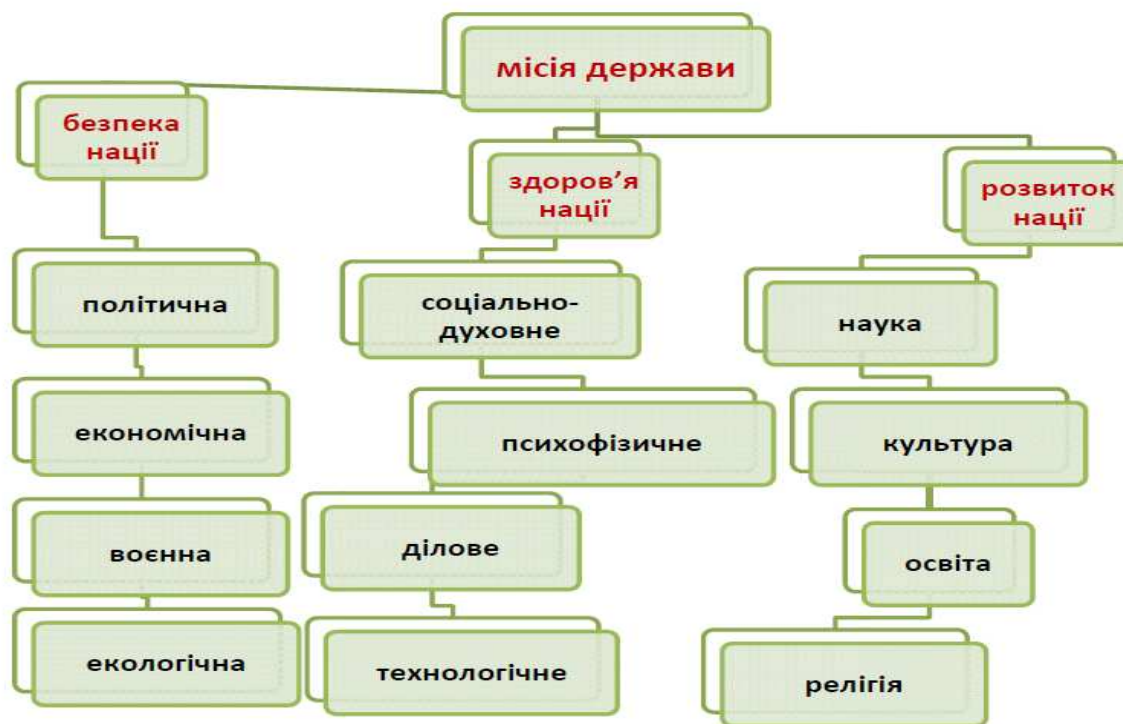 місія держави
безпека
нації
політична
економічна
воєнна
екологічна
здоров’я
нації
соціально-
духовне
психофізичне
ділове
технологічне
розвиток
нації
наука
культура
освіта
релігія